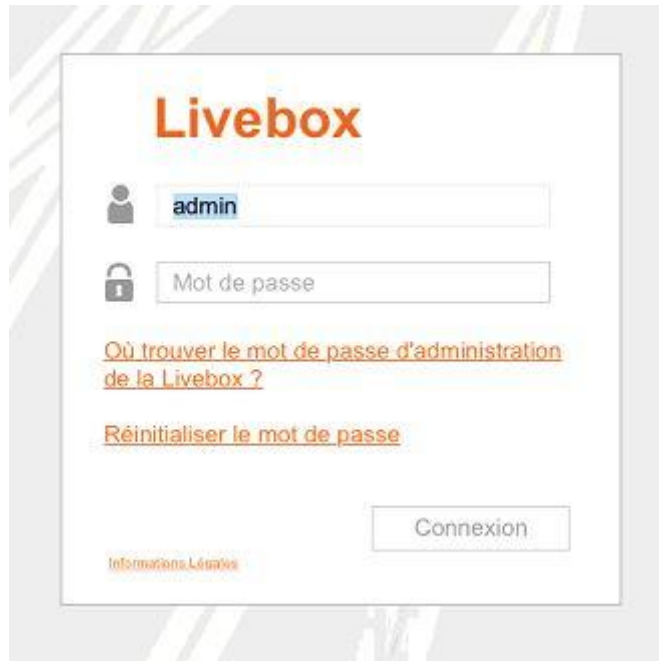 Livebox
admin
Mot de passe
Où trouver le mot de passe d'administration
de la Livebox ?
Réinitialiser le mot de passe
Connexion
Informations Légales